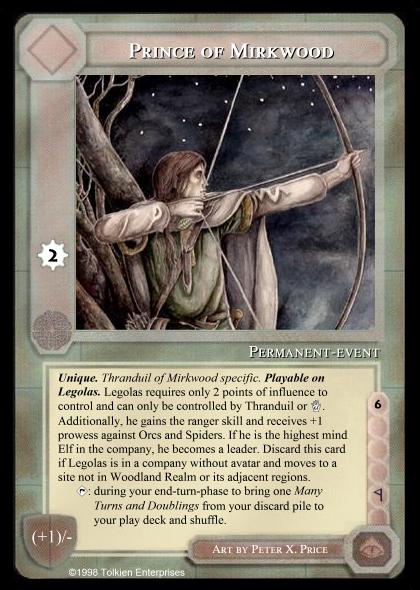 PRINCE OF MIRKWOOD
2
PERMANENT-EVENT
Unique. Thranduil of Mirkwood specific. Playable on
Legolas. Legolas requires only 2 points of influence to
control and can only be controlled by Thranduil or .
Additionally, he gains the ranger skill and receives +1
prowess against Orcs and Spiders. If he is the highest mind
Elf in the company, he becomes a leader. Discard this card
if Legolas is in a company without avatar and moves to a
site not in Woodland Realm or its adjacent regions.
: during your end-turn-phase to bring one Many
Turns and Doublings from your discard pile to
your play deck and shuffle.
6
(+1)/-
ART BY PETER X. PRICE
©1998 Tolkien Enterprises